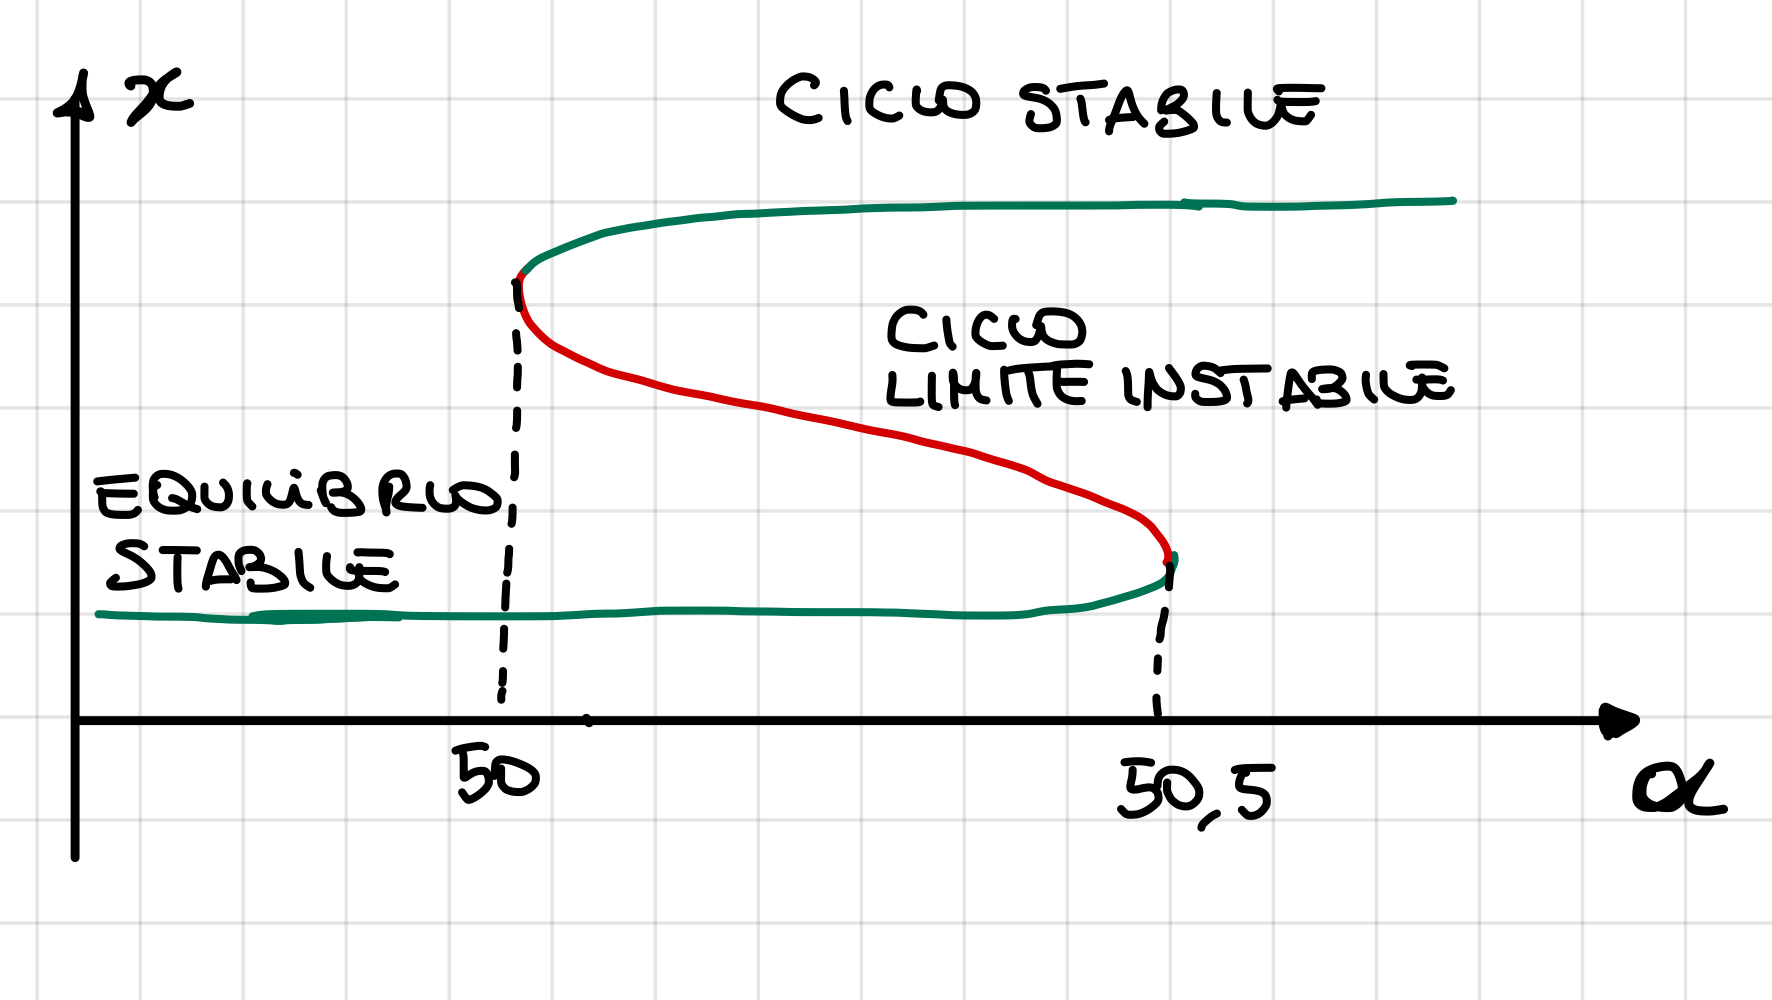 x
CICLO STABILE
CICLO
LIMITE INSTABILE
EQUILIBRIO
STABILE
50
50,5
α